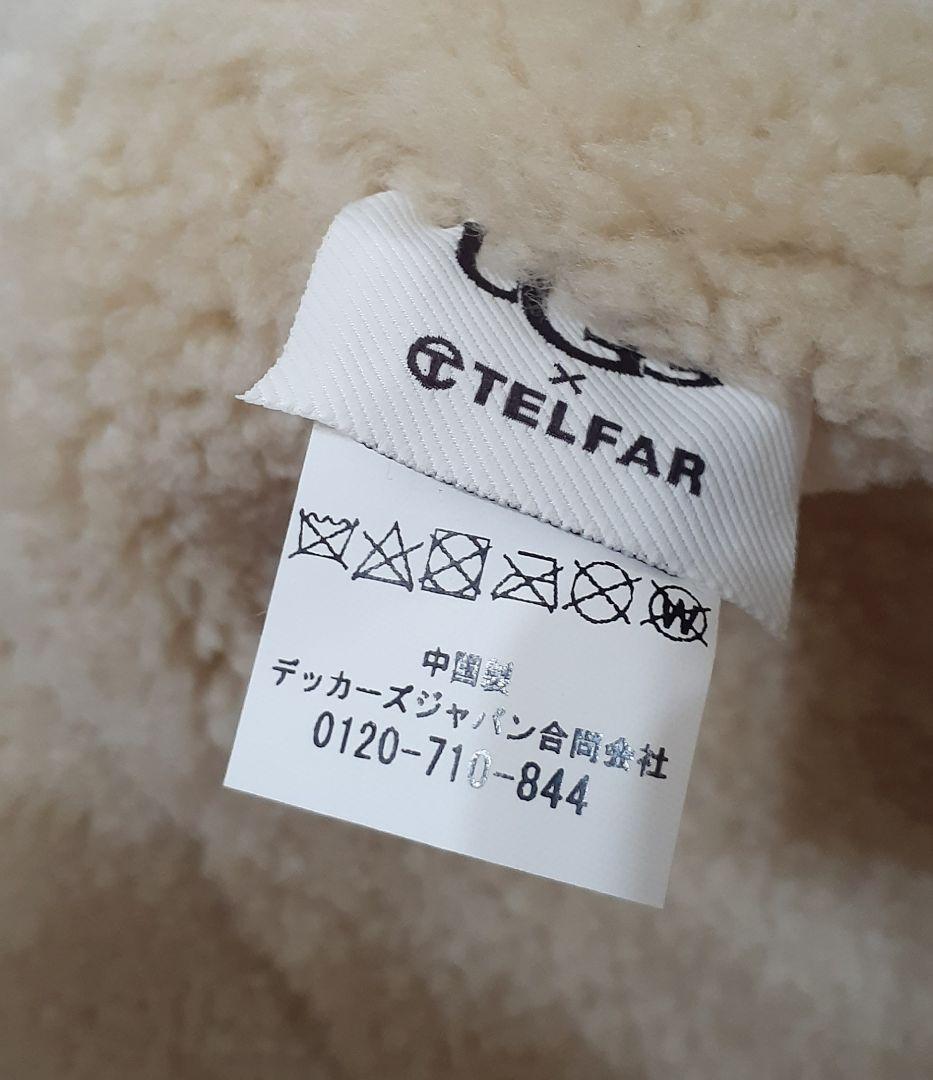 UGG
×
TELFAR
中国製
デッカーズジャパン合同会社
0120-710-844